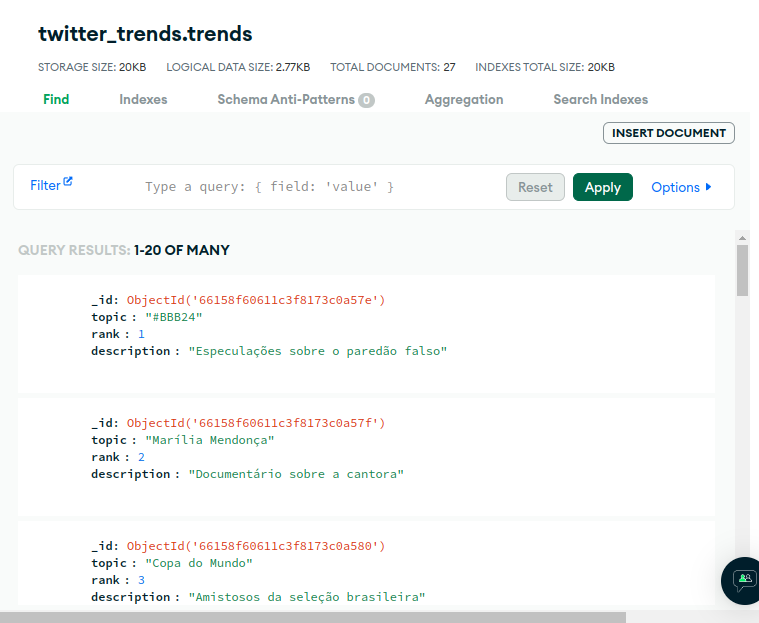 twitter_trends.trends
STORAGE SIZE: 20KB LOGICAL DATA SIZE: 2.77KB TOTAL DOCUMENTS: 27 INDEXES TOTAL SIZE: 20KB
Find Indexes Schema Anti-Patterns 0 Aggregation Search Indexes
INSERT DOCUMENT
Filter Type a query: { field: 'value' } Reset Apply Options
QUERY RESULTS: 1-20 OF MANY
_id: ObjectId('66158f60611c3f8173c0a57e')
topic : "#BBB24"
rank : 1
description : "Especulações sobre o paredão falso"
_id: ObjectId('66158f60611c3f8173c0a57f')
topic : "Marília Mendonça"
rank : 2
description : "Documentário sobre a cantora"
_id: ObjectId('66158f60611c3f8173c0a580')
topic : "Copa do Mundo"
rank : 3
description : "Amistosos da seleção brasileira"